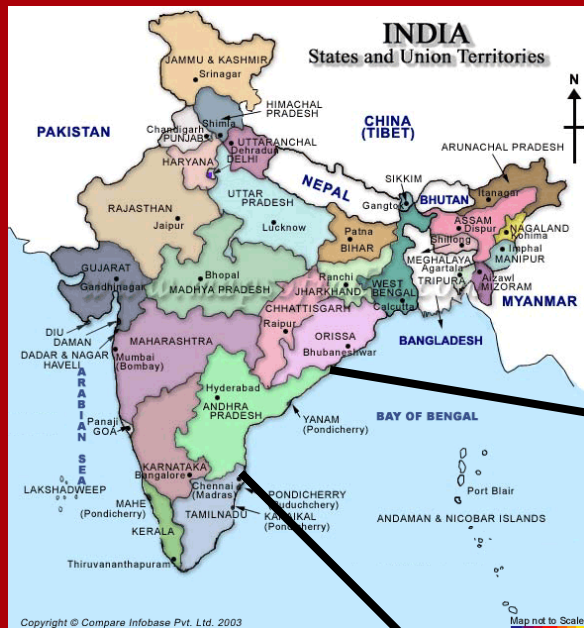 INDIA
States and Union Territories
N
JAMMU & KASHMIR
Srinagar
HIMACHAL
PRADESH
PAKISTAN
Chandigarh
PUNJAB
Shimla
CHINA
(TIBET)
UTTARANCHAL
Dehradun
HARYANA
DELHI
ARUNACHAL PRADESH
Itanagar
SIKKIM
Gangtok
NEPAL
BHUTAN
RAJASTHAN
Jaipur
UTTAR
PRADESH
Lucknow
Patna
BIHAR
ASSAM
Dispur
NAGALAND
Kohima
Shillong
MEGHALAYA
Imphal
MANIPUR
Agartala
TRIPURA
Aizawl
MIZORAM
GUJARAT
Gandhinagar
Bhopal
MADHYA PRADESH
Ranchi
JHARKHAND
WEST
BENGAL
Calcutta
MYANMAR
CHHATTISGARH
Raipur
ORISSA
Bhubaneshwar
BANGLADESH
DIU
DAMAN
DADAR & NAGAR
HAVELI
MAHARASHTRA
Mumbai
(Bombay)
Hyderabad
ANDHRA
PRADESH
YANAM
(Pondicherry)
BAY OF BENGAL
ARABIAN SEA
Panaji
GOA
KARNATAKA
Bangalore
Chennai
(Madras)
PONDICHERRY
(Puduchchery)
LAKSHADWEEP
MAHE
(Pondicherry)
TAMILNADU
KARAIKAL
(Pondicherry)
KERALA
Thiruvananthapuram
Port Blair
ANDAMAN & NICOBAR ISLANDS
Copyright © Compare Infobase Pvt. Ltd. 2003
Map not to Scale